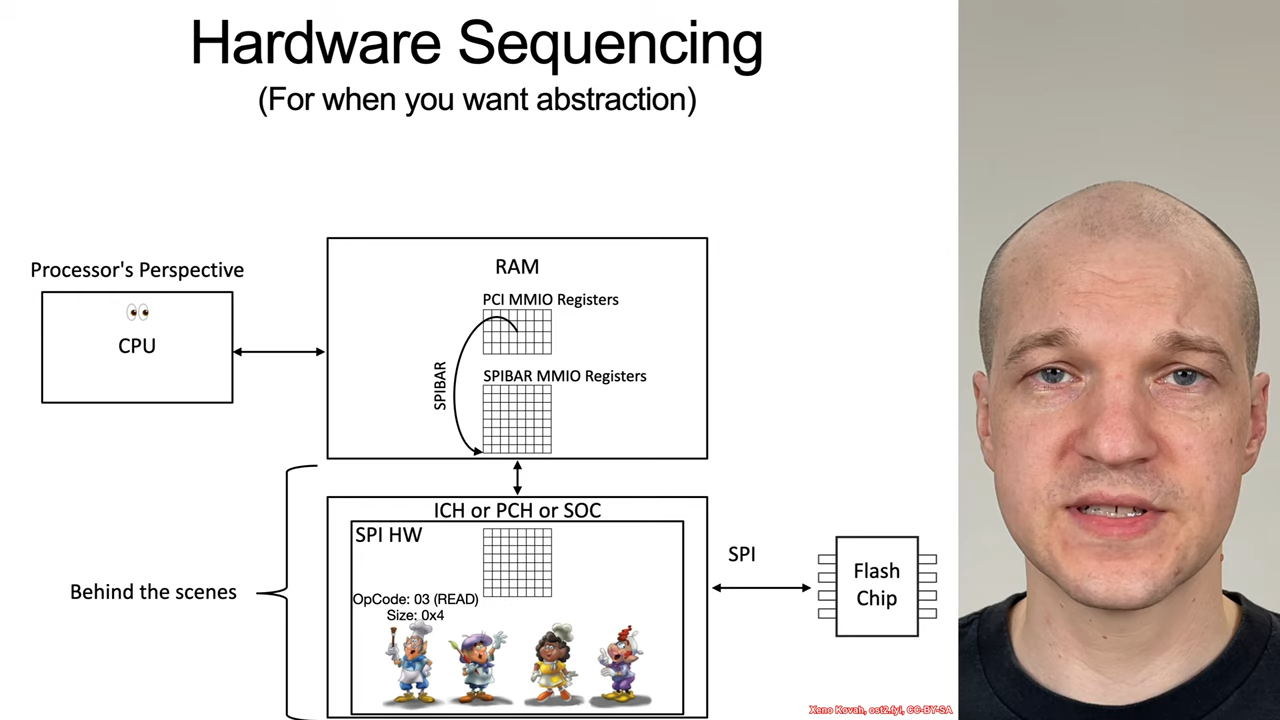 Hardware Sequencing
(For when you want abstraction)
Processor's Perspective
CPU
RAM
PCI MMIO Registers
SPIBAR
SPIBAR MMIO Registers
Behind the scenes
ICH or PCH or SOC
SPI HW
OpCode: 03 (READ)
Size: 0x4
SPI
Flash
Chip
Xeno Kovah, ost2.fyi, CC-BY-SA